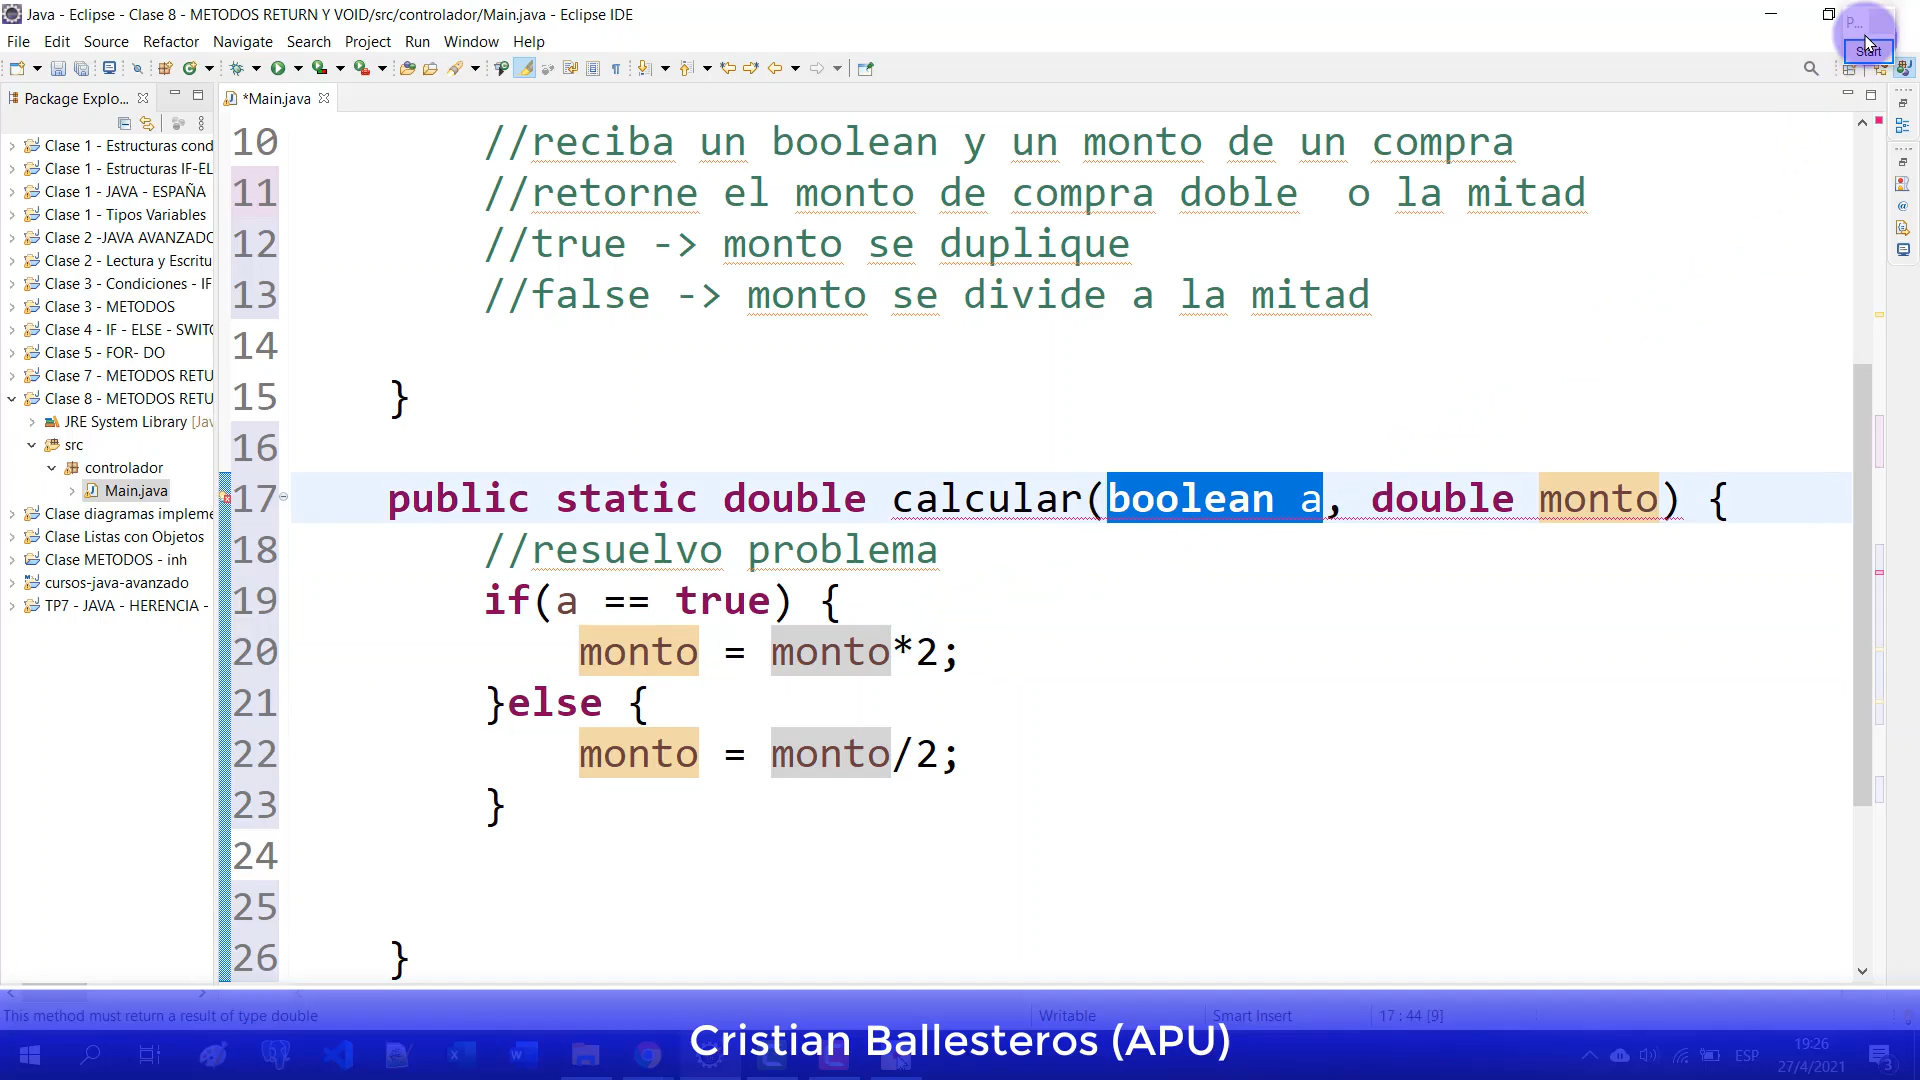 Java - Eclipse - Clase 8 - METODOS RETURN Y VOID/src/controlador/Main.java - Eclipse IDE
P...
Start
File Edit Source Refactor Navigate Search Project Run Window Help
Package Explo...
*Main.java
Clase 1 - Estructuras cond
Clase 1 - Estructuras IF-EL
Clase 1 - JAVA - ESPAÑA
Clase 1 - Tipos Variables
Clase 2 -JAVA AVANZADO
Clase 2 - Lectura y Escritu
Clase 3 - Condiciones - IF
Clase 3 - METODOS
Clase 4 - IF - ELSE - SWITC
Clase 5 - FOR- DO
Clase 7 - METODOS RETU
Clase 8 - METODOS RETU
JRE System Library [Jav
src
controlador
Main.java
Clase diagramas impleme
Clase Listas con Objetos
Clase METODOS - inh
cursos-java-avanzado
TP7 - JAVA - HERENCIA -
10 //reciba un boolean y un monto de un compra
11 //retorne el monto de compra doble  o la mitad
12 //true -> monto se duplique
13 //false -> monto se divide a la mitad
14
15 }
16
17 public static double calcular(boolean a, double monto) {
18 //resuelvo problema
19 if(a == true) {
20 monto = monto*2;
21 }else {
22 monto = monto/2;
23 }
24
25
26 }
This method must return a result of type double
Writable
Smart Insert
17 : 44 [9]
Cristian Ballesteros (APU)
ESP
19:26
27/4/2021
3